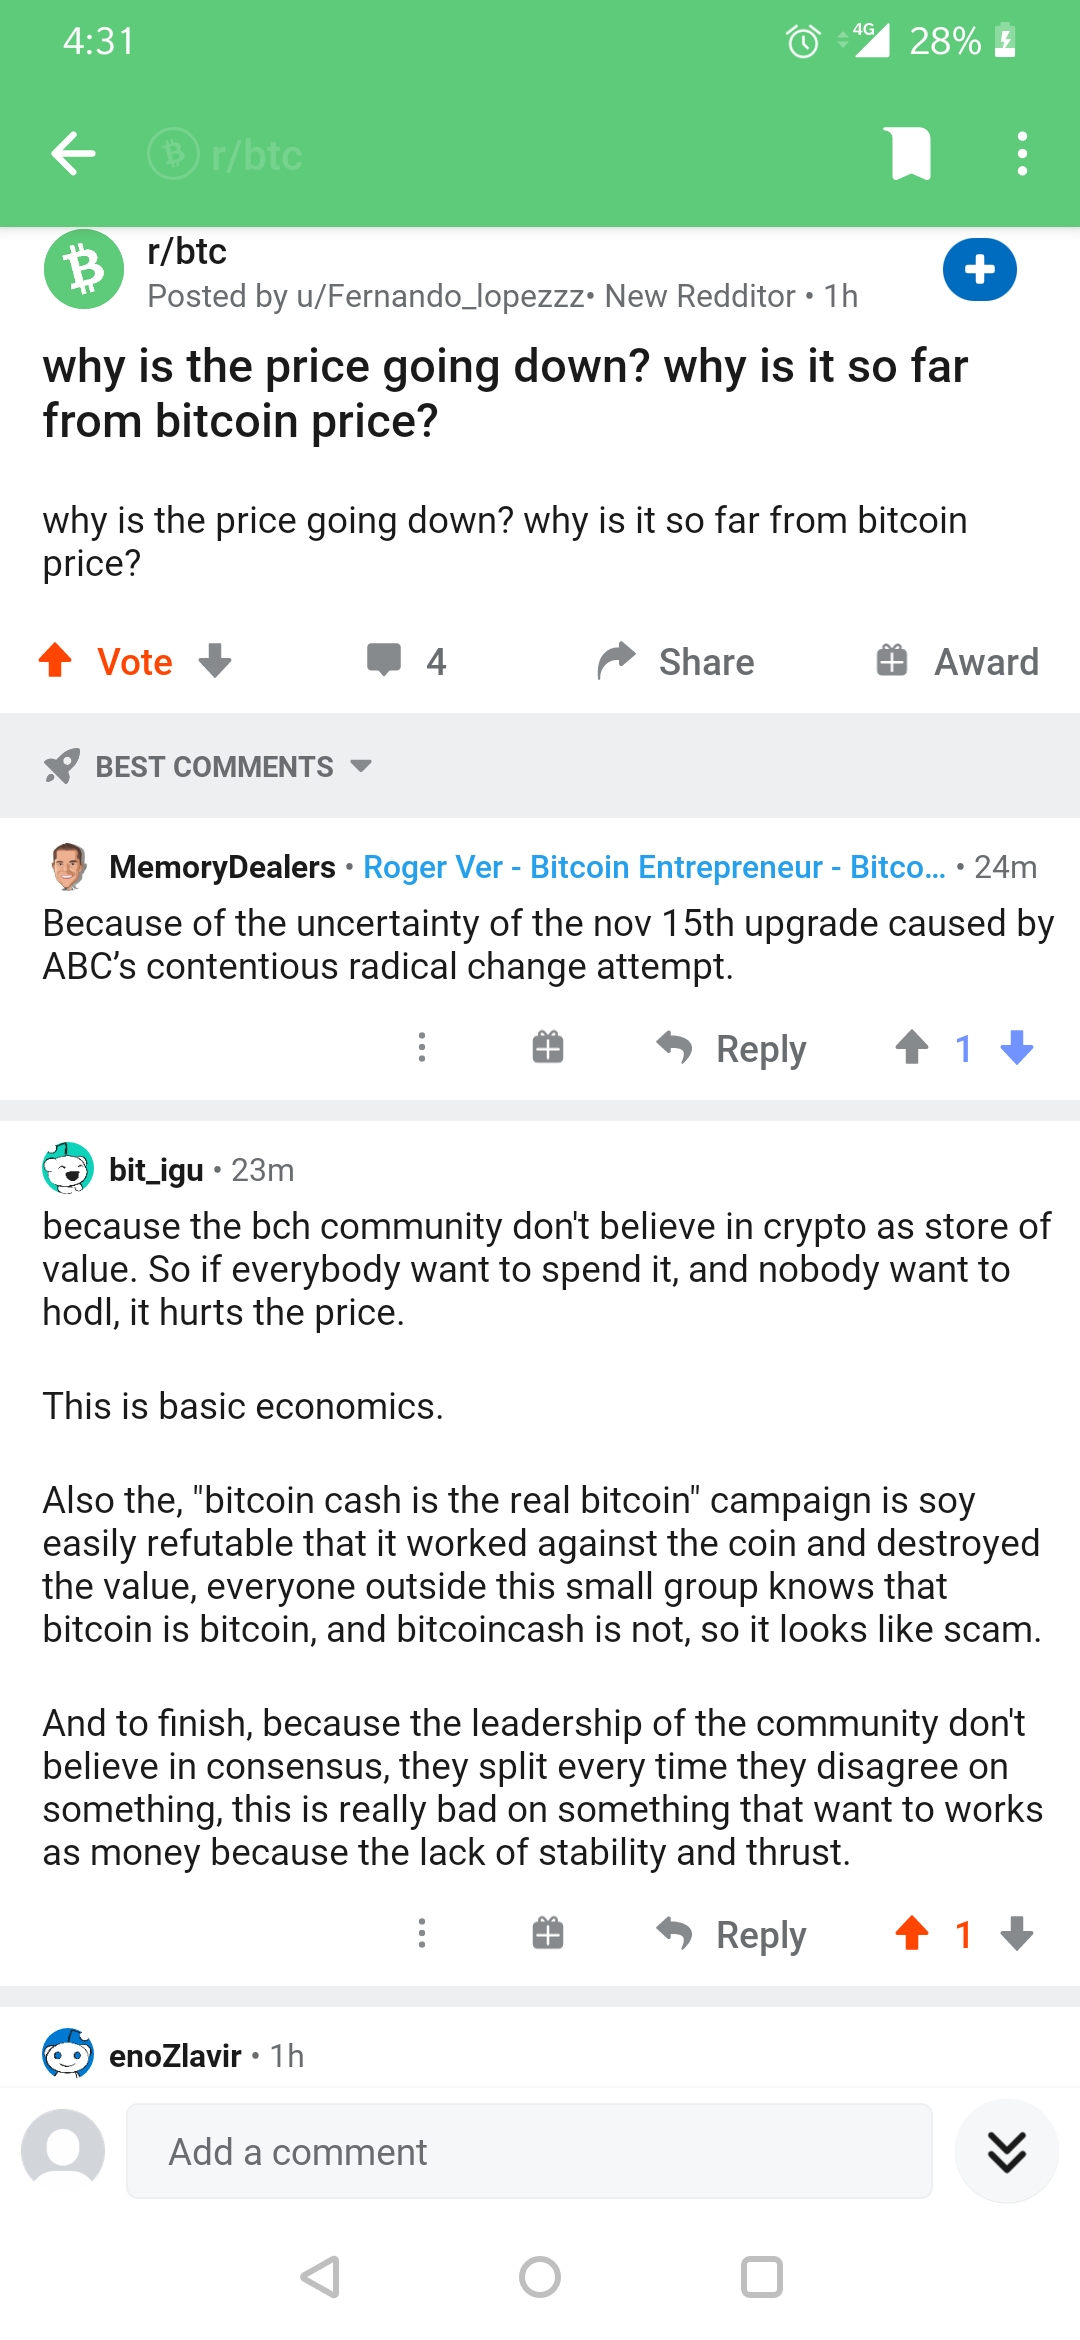 4:31
4G 28%
r/btc
r/btc
Posted by u/Fernando_lopezzz• New Redditor • 1h
why is the price going down? why is it so far
from bitcoin price?
why is the price going down? why is it so far from bitcoin
price?
Vote 4 Share Award
BEST COMMENTS
MemoryDealers • Roger Ver - Bitcoin Entrepreneur - Bitco... • 24m
Because of the uncertainty of the nov 15th upgrade caused by
ABC’s contentious radical change attempt.
Reply 1
bit_igu • 23m
because the bch community don't believe in crypto as store of
value. So if everybody want to spend it, and nobody want to
hodl, it hurts the price.
This is basic economics.
Also the, "bitcoin cash is the real bitcoin" campaign is soy
easily refutable that it worked against the coin and destroyed
the value, everyone outside this small group knows that
bitcoin is bitcoin, and bitcoincash is not, so it looks like scam.
And to finish, because the leadership of the community don't
believe in consensus, they split every time they disagree on
something, this is really bad on something that want to works
as money because the lack of stability and thrust.
Reply 1
enoZlavir • 1h
Add a comment